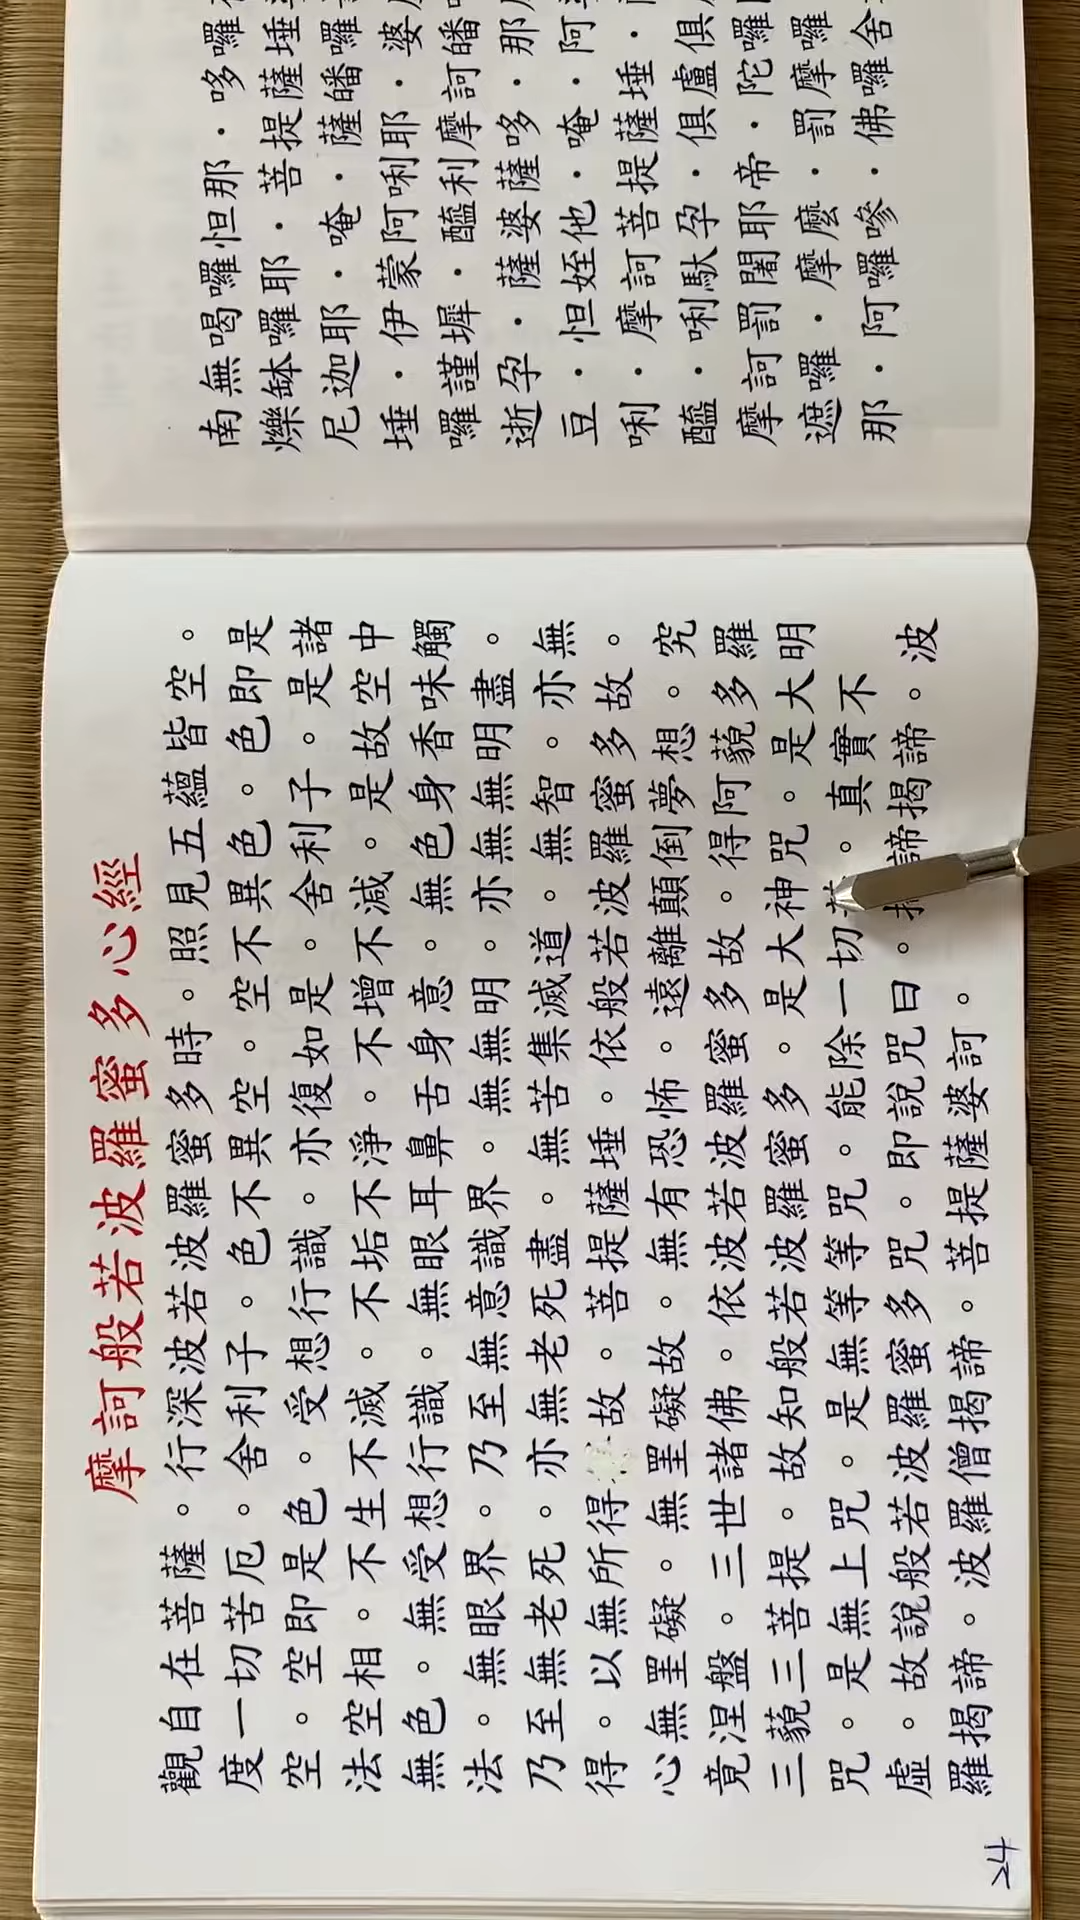 摩訶般若波羅蜜多心經
觀自在菩薩。行深波若波羅蜜多時。照見五蘊皆空。
度一切苦厄。舍利子。色不異空。空不異色。色即是
空。空即是色。受想行識。亦復如是。舍利子。是諸
法空相。不生不滅。不垢不淨。不增不減。是故空中
無色。無受想行識。無眼耳鼻舌身意。無色身香味觸
法。無眼界。乃至無意識界。無無明。亦無無明盡。
乃至無老死。亦無老死盡。無苦集滅道。無智。亦無
得。以無所得故。菩提薩埵。依般若波羅蜜多故。
心無罣礙。無罣礙故。無有恐怖。遠離顛倒夢想。究
竟涅盤。三世諸佛。依波若波羅蜜多故。得阿藐多羅
三藐三菩提。故知般若波羅蜜多。是大神咒。是大明
咒。是無上咒。是無等等咒。能除一切。真實不
虛。故說般若波羅蜜多咒。即說咒曰。諦揭諦。波
羅揭諦。波羅僧揭諦。菩提薩婆訶。
24
南無喝囉怛那·哆囉
爍缽囉耶·菩提薩埵
尼迦耶·唵·薩皤囉
埵·伊蒙阿唎耶·婆
囉謹墀·醯利摩訶皤
逝孕·薩婆薩哆·那
豆·怛姪他·唵·阿
唎·摩訶菩提薩埵·
醯·唎馱孕·俱盧俱
摩訶罰闍耶帝·陀囉
遮囉·摩麼·罰摩囉
那·阿囉嘇·佛囉舍